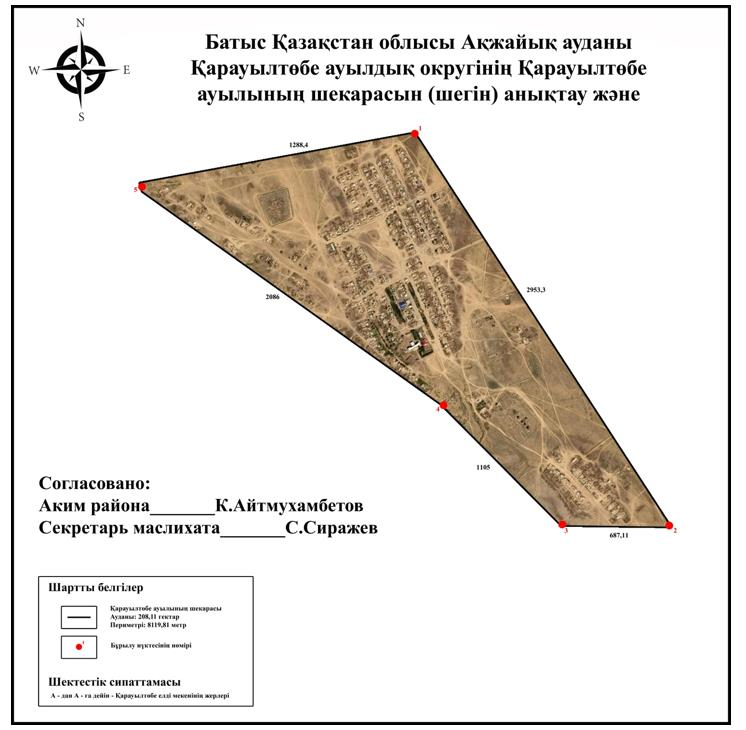 N
W E
S
Батыс Қазақстан облысы Ақжайық ауданы
Қарауылтөбе ауылдық округінің Қарауылтөбе
ауылының шекарасын (шегін) анықтау және
1
1288,4
5
2953,3
2086
4
1105
3
2
687,11
Согласовано:
Аким района_______К.Айтмухамбетов
Секретарь маслихата_______С.Сиражев
Шартты белгілер
Қарауылтөбе ауылының шекарасы
Ауданы: 208,11 гектар
Периметрі: 8119,81 метр
1
Бұрылу нүктесінің нөмірі
Шектестік сипаттамасы
А - дан А - ға дейін - Қарауылтөбе елді мекенінің жерлері